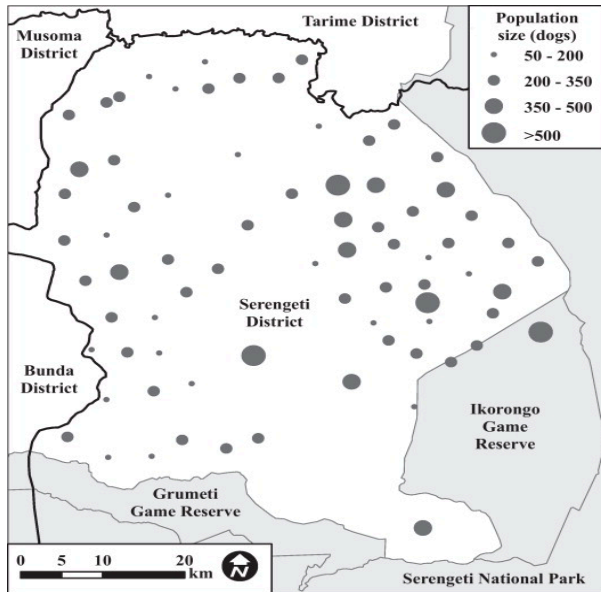 Musoma
District
Tarime District
Population
size (dogs)
50 - 200
200 - 350
350 - 500
>500
Serengeti
District
Bunda
District
Ikorongo
Game
Reserve
Grumeti
Game Reserve
0 5 10 20
km
N
Serengeti National Park